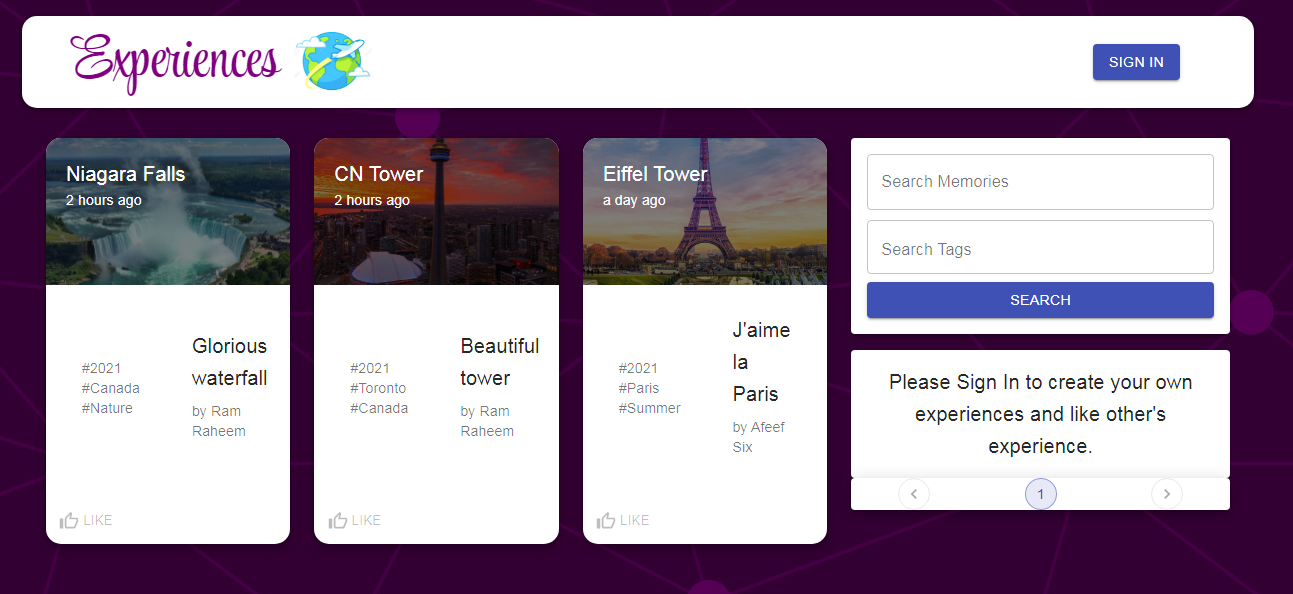 Experiences
SIGN IN
Niagara Falls
2 hours ago
#2021
#Canada
#Nature
Glorious
waterfall
by Ram
Raheem
LIKE
CN Tower
2 hours ago
#2021
#Toronto
#Canada
Beautiful
tower
by Ram
Raheem
LIKE
Eiffel Tower
a day ago
#2021
#Paris
#Summer
J'aime
la
Paris
by Afeef
Six
LIKE
Search Memories
Search Tags
SEARCH
Please Sign In to create your own
experiences and like other's
experience.
1